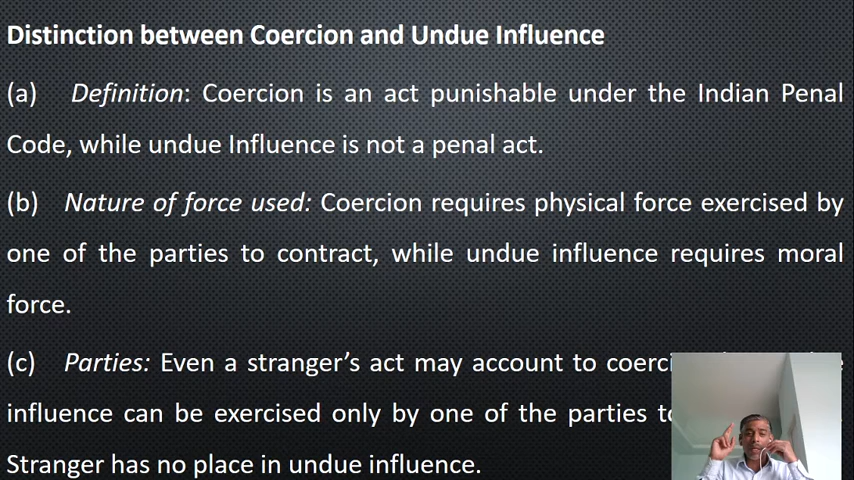 Distinction between Coercion and Undue Influence
(a) Definition: Coercion is an act punishable under the Indian Penal
Code, while undue Influence is not a penal act.
(b) Nature of force used: Coercion requires physical force exercised by
one of the parties to contract, while undue influence requires moral
force.
(c) Parties: Even a stranger's act may account to
influence can be exercised only by one of the parties
Stranger has no place in undue influence.